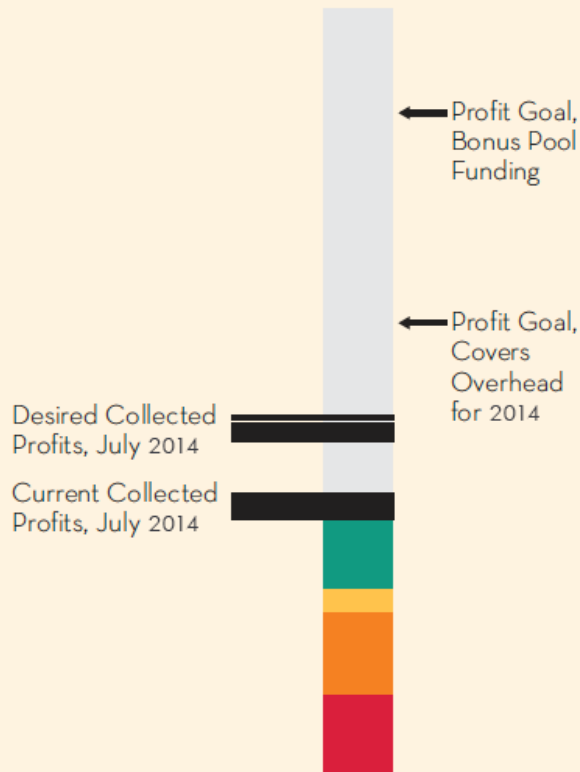 Profit Goal,
Bonus Pool
Funding
Profit Goal,
Covers
Overhead
for 2014
Desired Collected
Profits, July 2014
Current Collected
Profits, July 2014